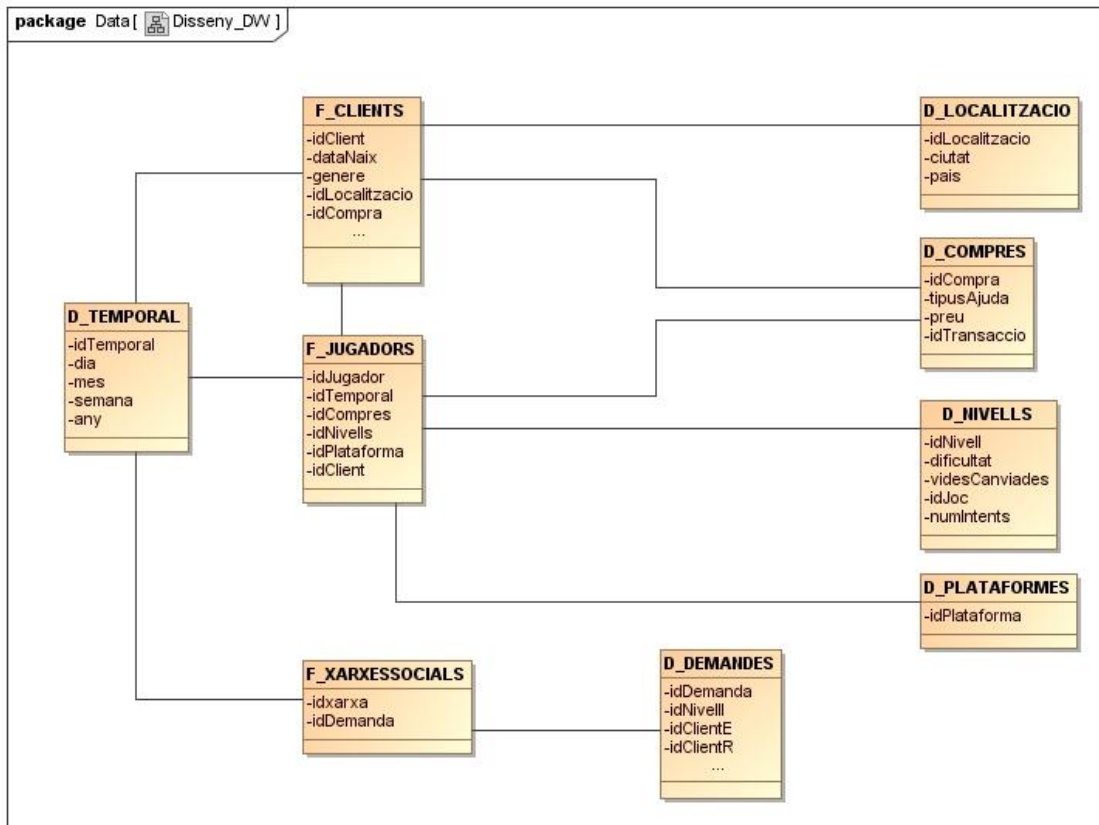 package Data [ Disseny_DW ]
F_CLIENTS
-idClient
-dataNaix
-genere
-idLocalitzacio
-idCompra
...
D_LOCALITZACIO
-idLocalitzacio
-ciutat
-pais
D_COMPRES
-idCompra
-tipusAjuda
-preu
-idTransaccio
D_TEMPORAL
-idTemporal
-dia
-mes
-semana
-any
F_JUGADORS
-idJugador
-idTemporal
-idCompres
-idNivells
-idPlataforma
-idClient
D_NIVELLS
-idNivell
-dificultat
-videsCanviades
-idJoc
-numIntents
D_PLATAFORMES
-idPlataforma
F_XARXESSOCIALS
-idxarxa
-idDemanda
D_DEMANDES
-idDemanda
-idNivelll
-idClientE
-idClientR
...